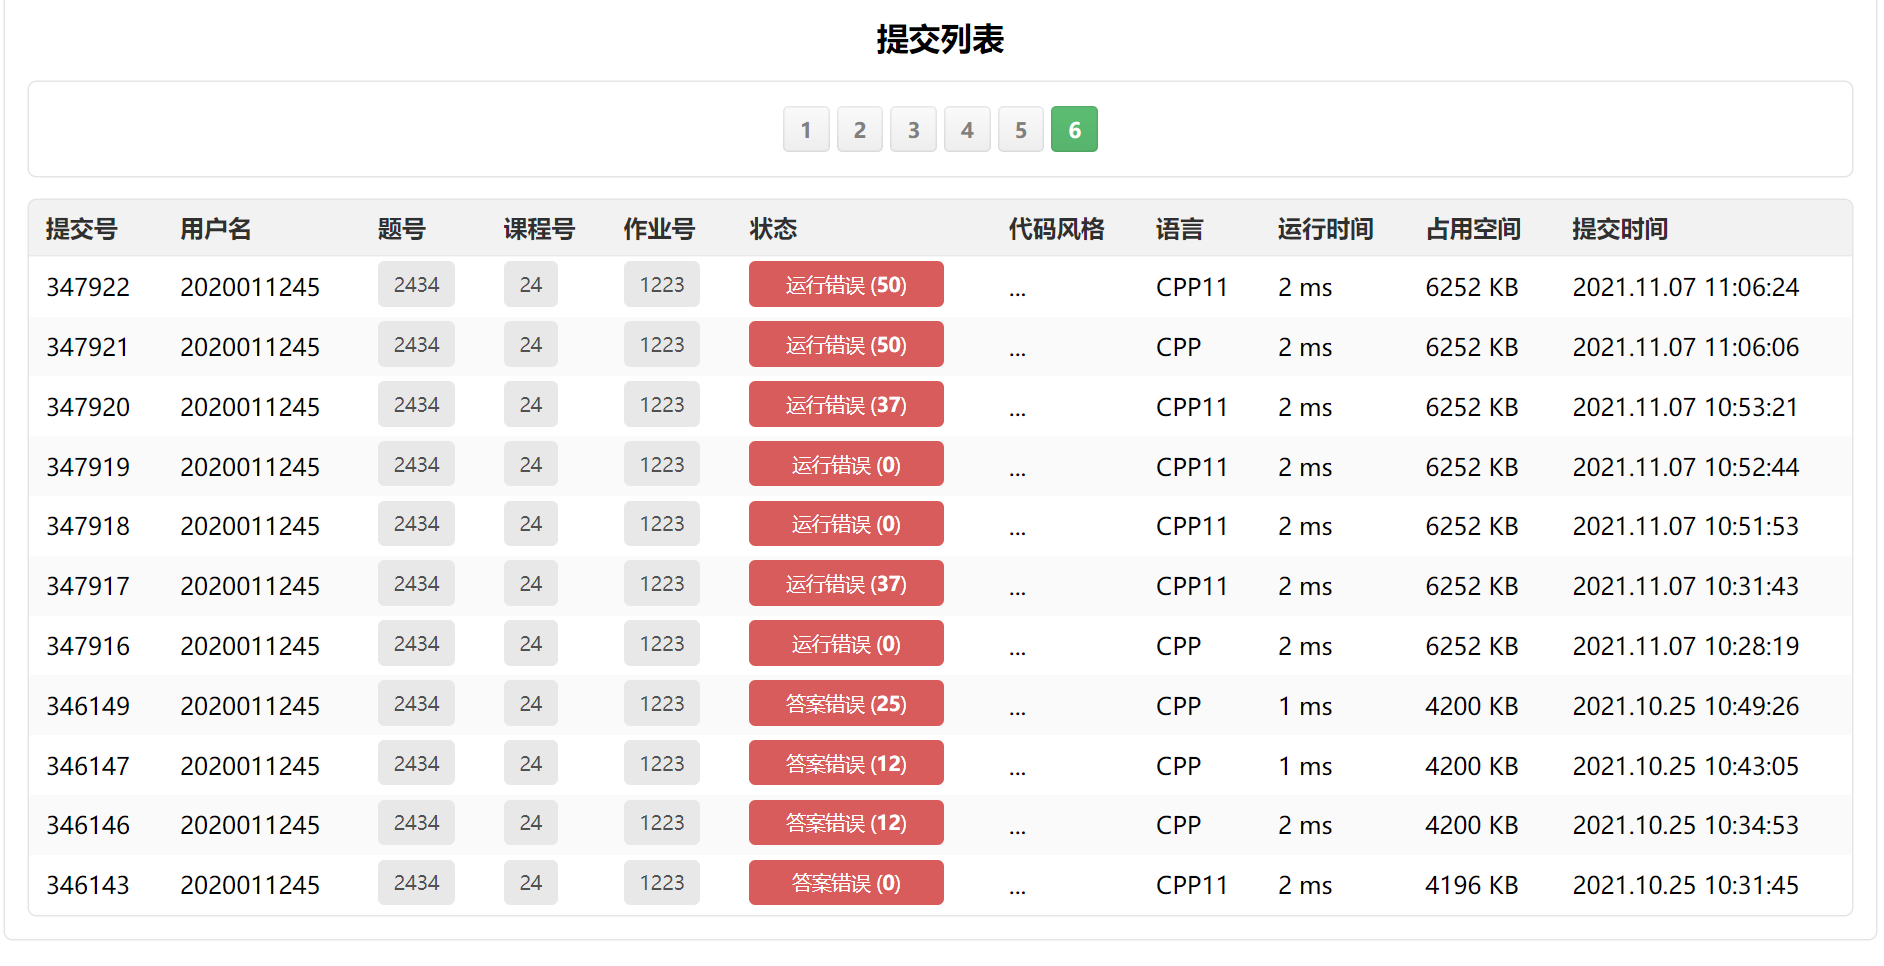 提交列表
1 2 3 4 5 6
提交号 用户名 题号 课程号 作业号 状态 代码风格 语言 运行时间 占用空间 提交时间
347922 2020011245 2434 24 1223 运行错误 (50) ... CPP11 2 ms 6252 KB 2021.11.07 11:06:24
347921 2020011245 2434 24 1223 运行错误 (50) ... CPP 2 ms 6252 KB 2021.11.07 11:06:06
347920 2020011245 2434 24 1223 运行错误 (37) ... CPP11 2 ms 6252 KB 2021.11.07 10:53:21
347919 2020011245 2434 24 1223 运行错误 (0) ... CPP11 2 ms 6252 KB 2021.11.07 10:52:44
347918 2020011245 2434 24 1223 运行错误 (0) ... CPP11 2 ms 6252 KB 2021.11.07 10:51:53
347917 2020011245 2434 24 1223 运行错误 (37) ... CPP11 2 ms 6252 KB 2021.11.07 10:31:43
347916 2020011245 2434 24 1223 运行错误 (0) ... CPP 2 ms 6252 KB 2021.11.07 10:28:19
346149 2020011245 2434 24 1223 答案错误 (25) ... CPP 1 ms 4200 KB 2021.10.25 10:49:26
346147 2020011245 2434 24 1223 答案错误 (12) ... CPP 1 ms 4200 KB 2021.10.25 10:43:05
346146 2020011245 2434 24 1223 答案错误 (12) ... CPP 2 ms 4200 KB 2021.10.25 10:34:53
346143 2020011245 2434 24 1223 答案错误 (0) ... CPP11 2 ms 4196 KB 2021.10.25 10:31:45